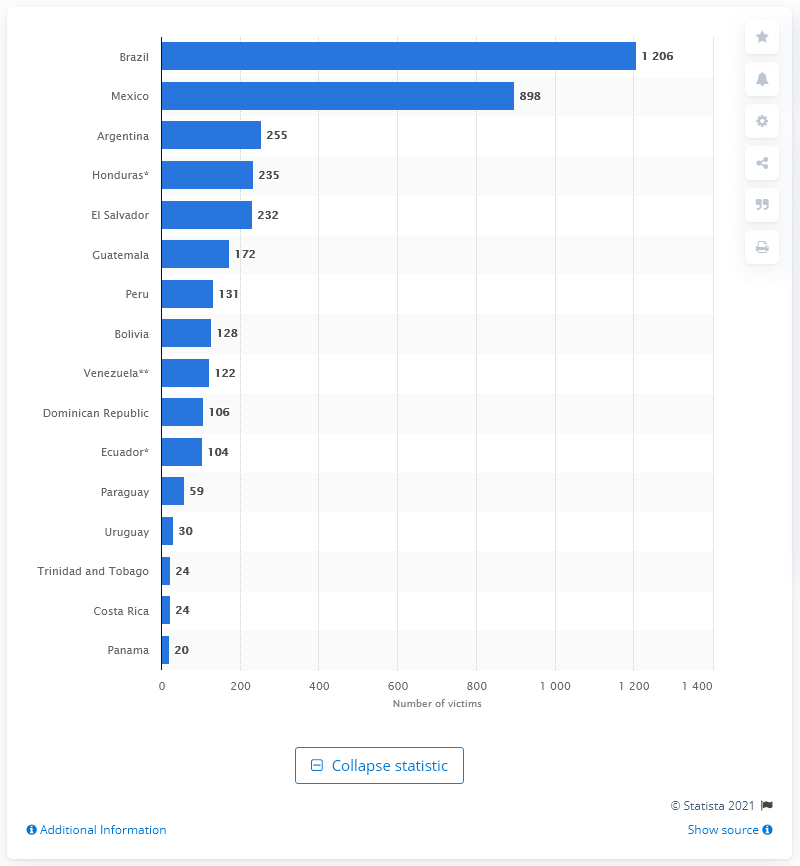 Brazil 1 206
Mexico 898
Argentina 255
Honduras* 235
El Salvador 232
Guatemala 172
Peru 131
Bolivia 128
Venezuela** 122
Dominican Republic 106
Ecuador* 104
Paraguay 59
Uruguay 30
Trinidad and Tobago 24
Costa Rica 24
Panama 20
0 200 400 600 800 1 000 1 200 1 400
Number of victims
Collapse statistic
© Statista 2021
Additional Information Show source